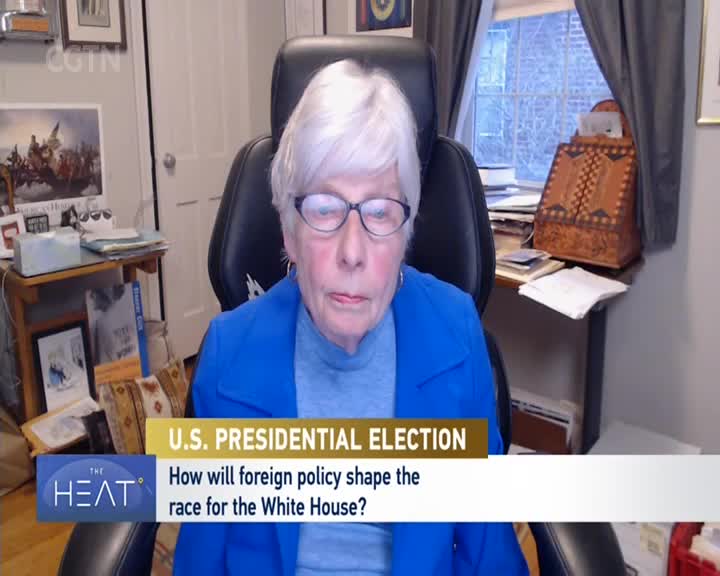 CGTN
U.S. PRESIDENTIAL ELECTION
THE
HEAT
How will foreign policy shape the
race for the White House?